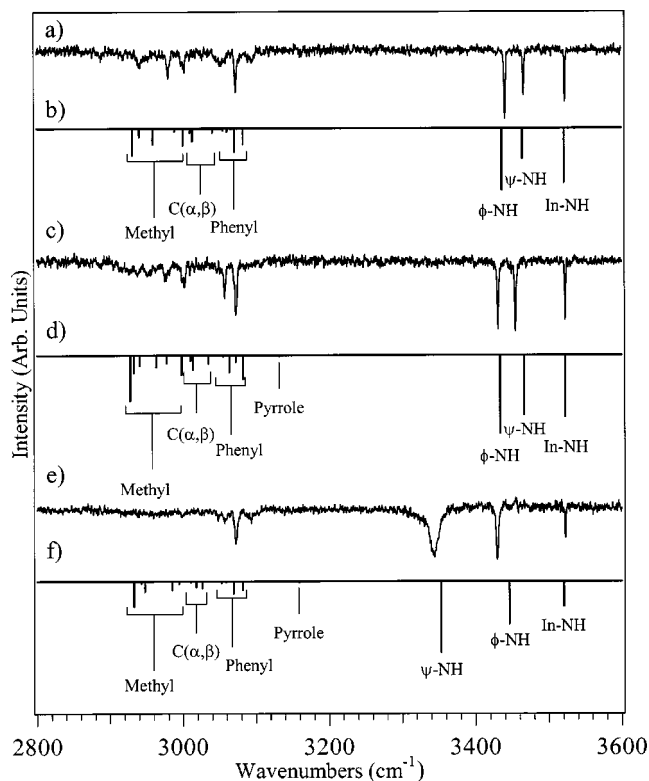 a)
b)
ψ-NH
φ-NH
In-NH
C(α,β)
Methyl
Phenyl
c)
d)
Pyrrole
ψ-NH
C(α,β)
Phenyl
φ-NH
In-NH
Methyl
e)
f)
Pyrrole
φ-NH
In-NH
C(α,β)
Phenyl
Methyl
ψ-NH
Intensity (Arb. Units)
2800 3000 3200 3400 3600
Wavenumbers (cm⁻¹)